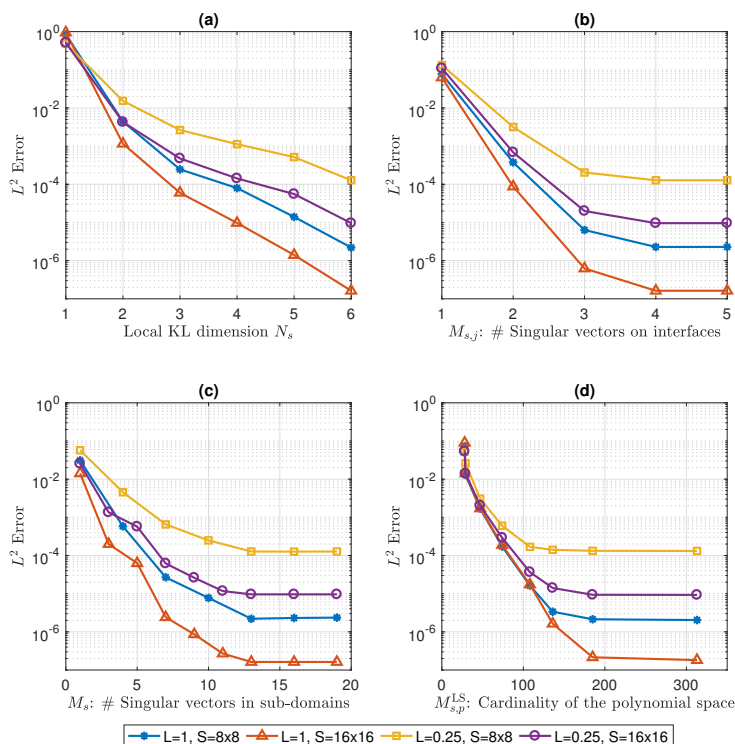 (a)
10^0
10^-2
10^-4
10^-6
L^2 Error
1 2 3 4 5 6
Local KL dimension N_s
(b)
10^0
10^-2
10^-4
10^-6
L^2 Error
1 2 3 4 5
M_{s,j}: # Singular vectors on interfaces
(c)
10^0
10^-2
10^-4
10^-6
L^2 Error
0 5 10 15 20
M_s: # Singular vectors in sub-domains
(d)
10^0
10^-2
10^-4
10^-6
L^2 Error
0 100 200 300
M_{s,p}^{LS}: Cardinality of the polynomial space
L=1, S=8x8 L=1, S=16x16 L=0.25, S=8x8 L=0.25, S=16x16